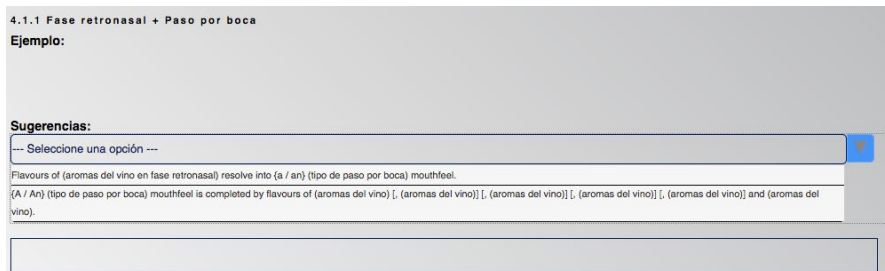 4.1.1 Fase retronasal + Paso por boca
Ejemplo:
Sugerencias:
--- Seleccione una opción ---
Flavours of (aromas del vino en fase retronasal) resolve into {a / an} (tipo de paso por boca) mouthfeel.
{A / An} (tipo de paso por boca) mouthfeel is completed by flavours of (aromas del vino) [, (aromas del vino)] [, (aromas del vino)] [, (aromas del vino)] [, (aromas del vino)] and (aromas del
vino).